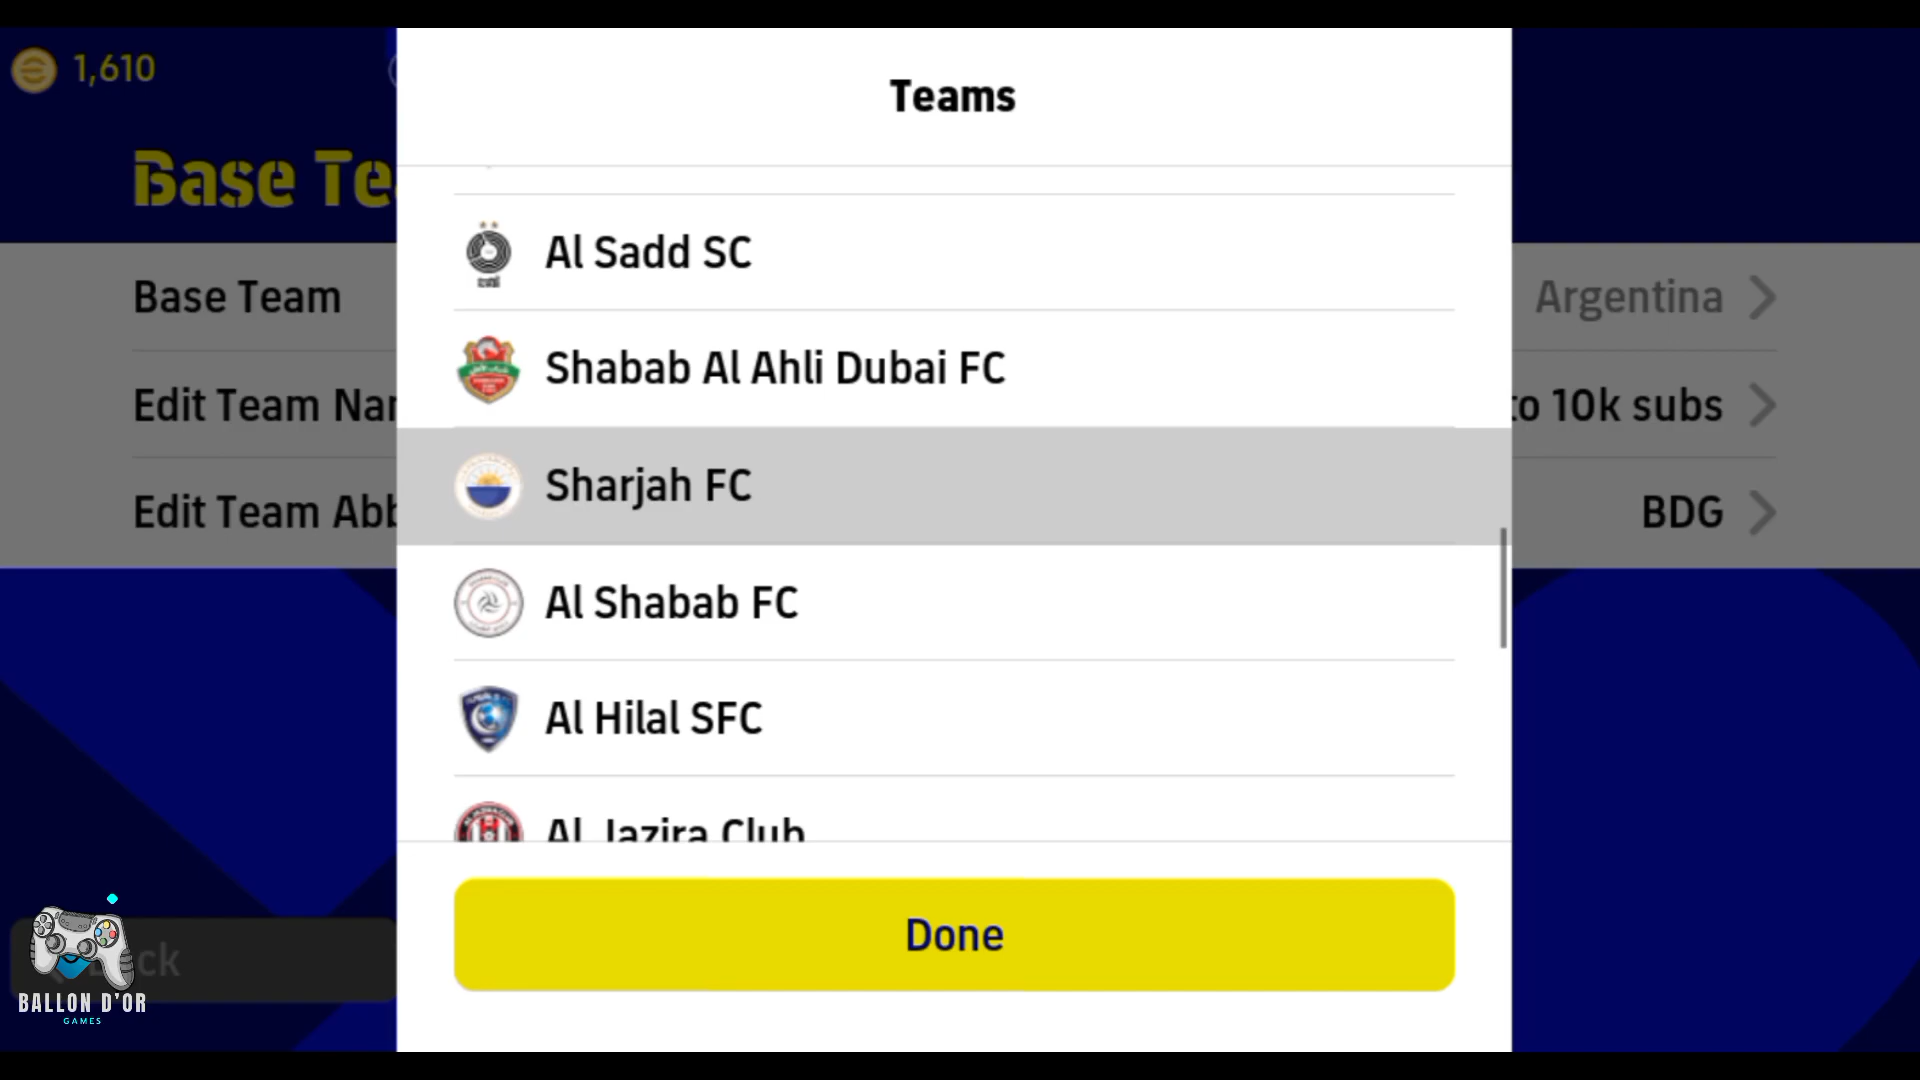 1,610
Teams
Base Te
Al Sadd SC
Base Team
Argentina
Shabab Al Ahli Dubai FC
Edit Team Nar
to 10k subs
Sharjah FC
Edit Team Abb
BDG
Al Shabab FC
Al Hilal SFC
Al Jazira Club
Done
ck
BALLON D'OR
GAMES